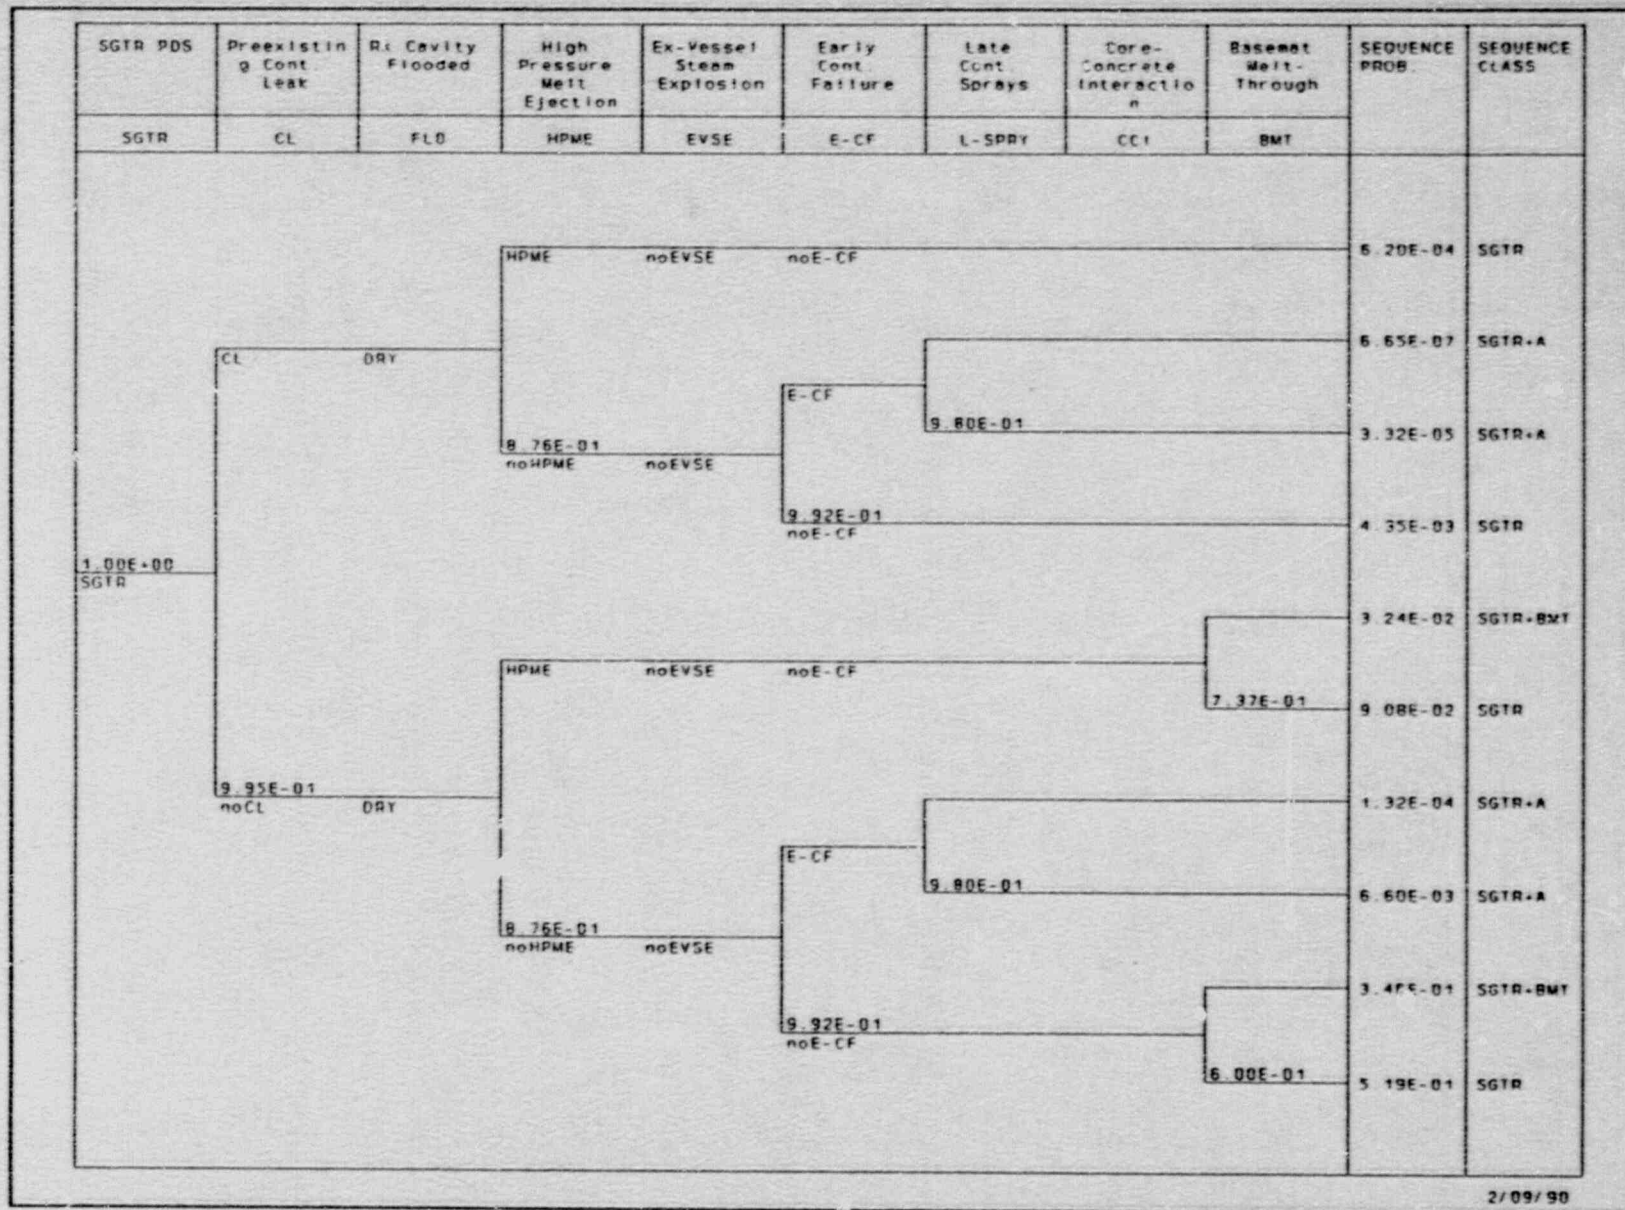 SGTR PDS
Preexistin
g Cont.
Leak
Rx Cavity
Flooded
High
Pressure
Melt
Ejection
Ex-Vessel
Steam
Explosion
Early
Cont.
Failure
Late
Cont.
Sprays
Core-
Concrete
Interactio
n
Basemat
Melt-
Through
SEQUENCE
PROB.
SEQUENCE
CLASS
SGTR CL FLD HPME EVSE E-CF L-SPRY CCI BMT
HPME noEVSE noE-CF 6.20E-04 SGTR
6.65E-07 SGTR+A
CL DRY
E-CF
9.80E-01 3.32E-05 SGTR+A
8.76E-01
noHPME noEVSE
9.92E-01
noE-CF 4.35E-03 SGTR
1.00E+00
SGTR
3.24E-02 SGTR+BMT
HPME noEVSE noE-CF
7.37E-01 9.08E-02 SGTR
9.95E-01
noCL DRY
1.32E-04 SGTR+A
E-CF
9.80E-01 6.60E-03 SGTR+A
8.76E-01
noHPME noEVSE
SGTR+BMT
9.92E-01
noE-CF
6.00E-01 5.19E-01 SGTR
2/09/90